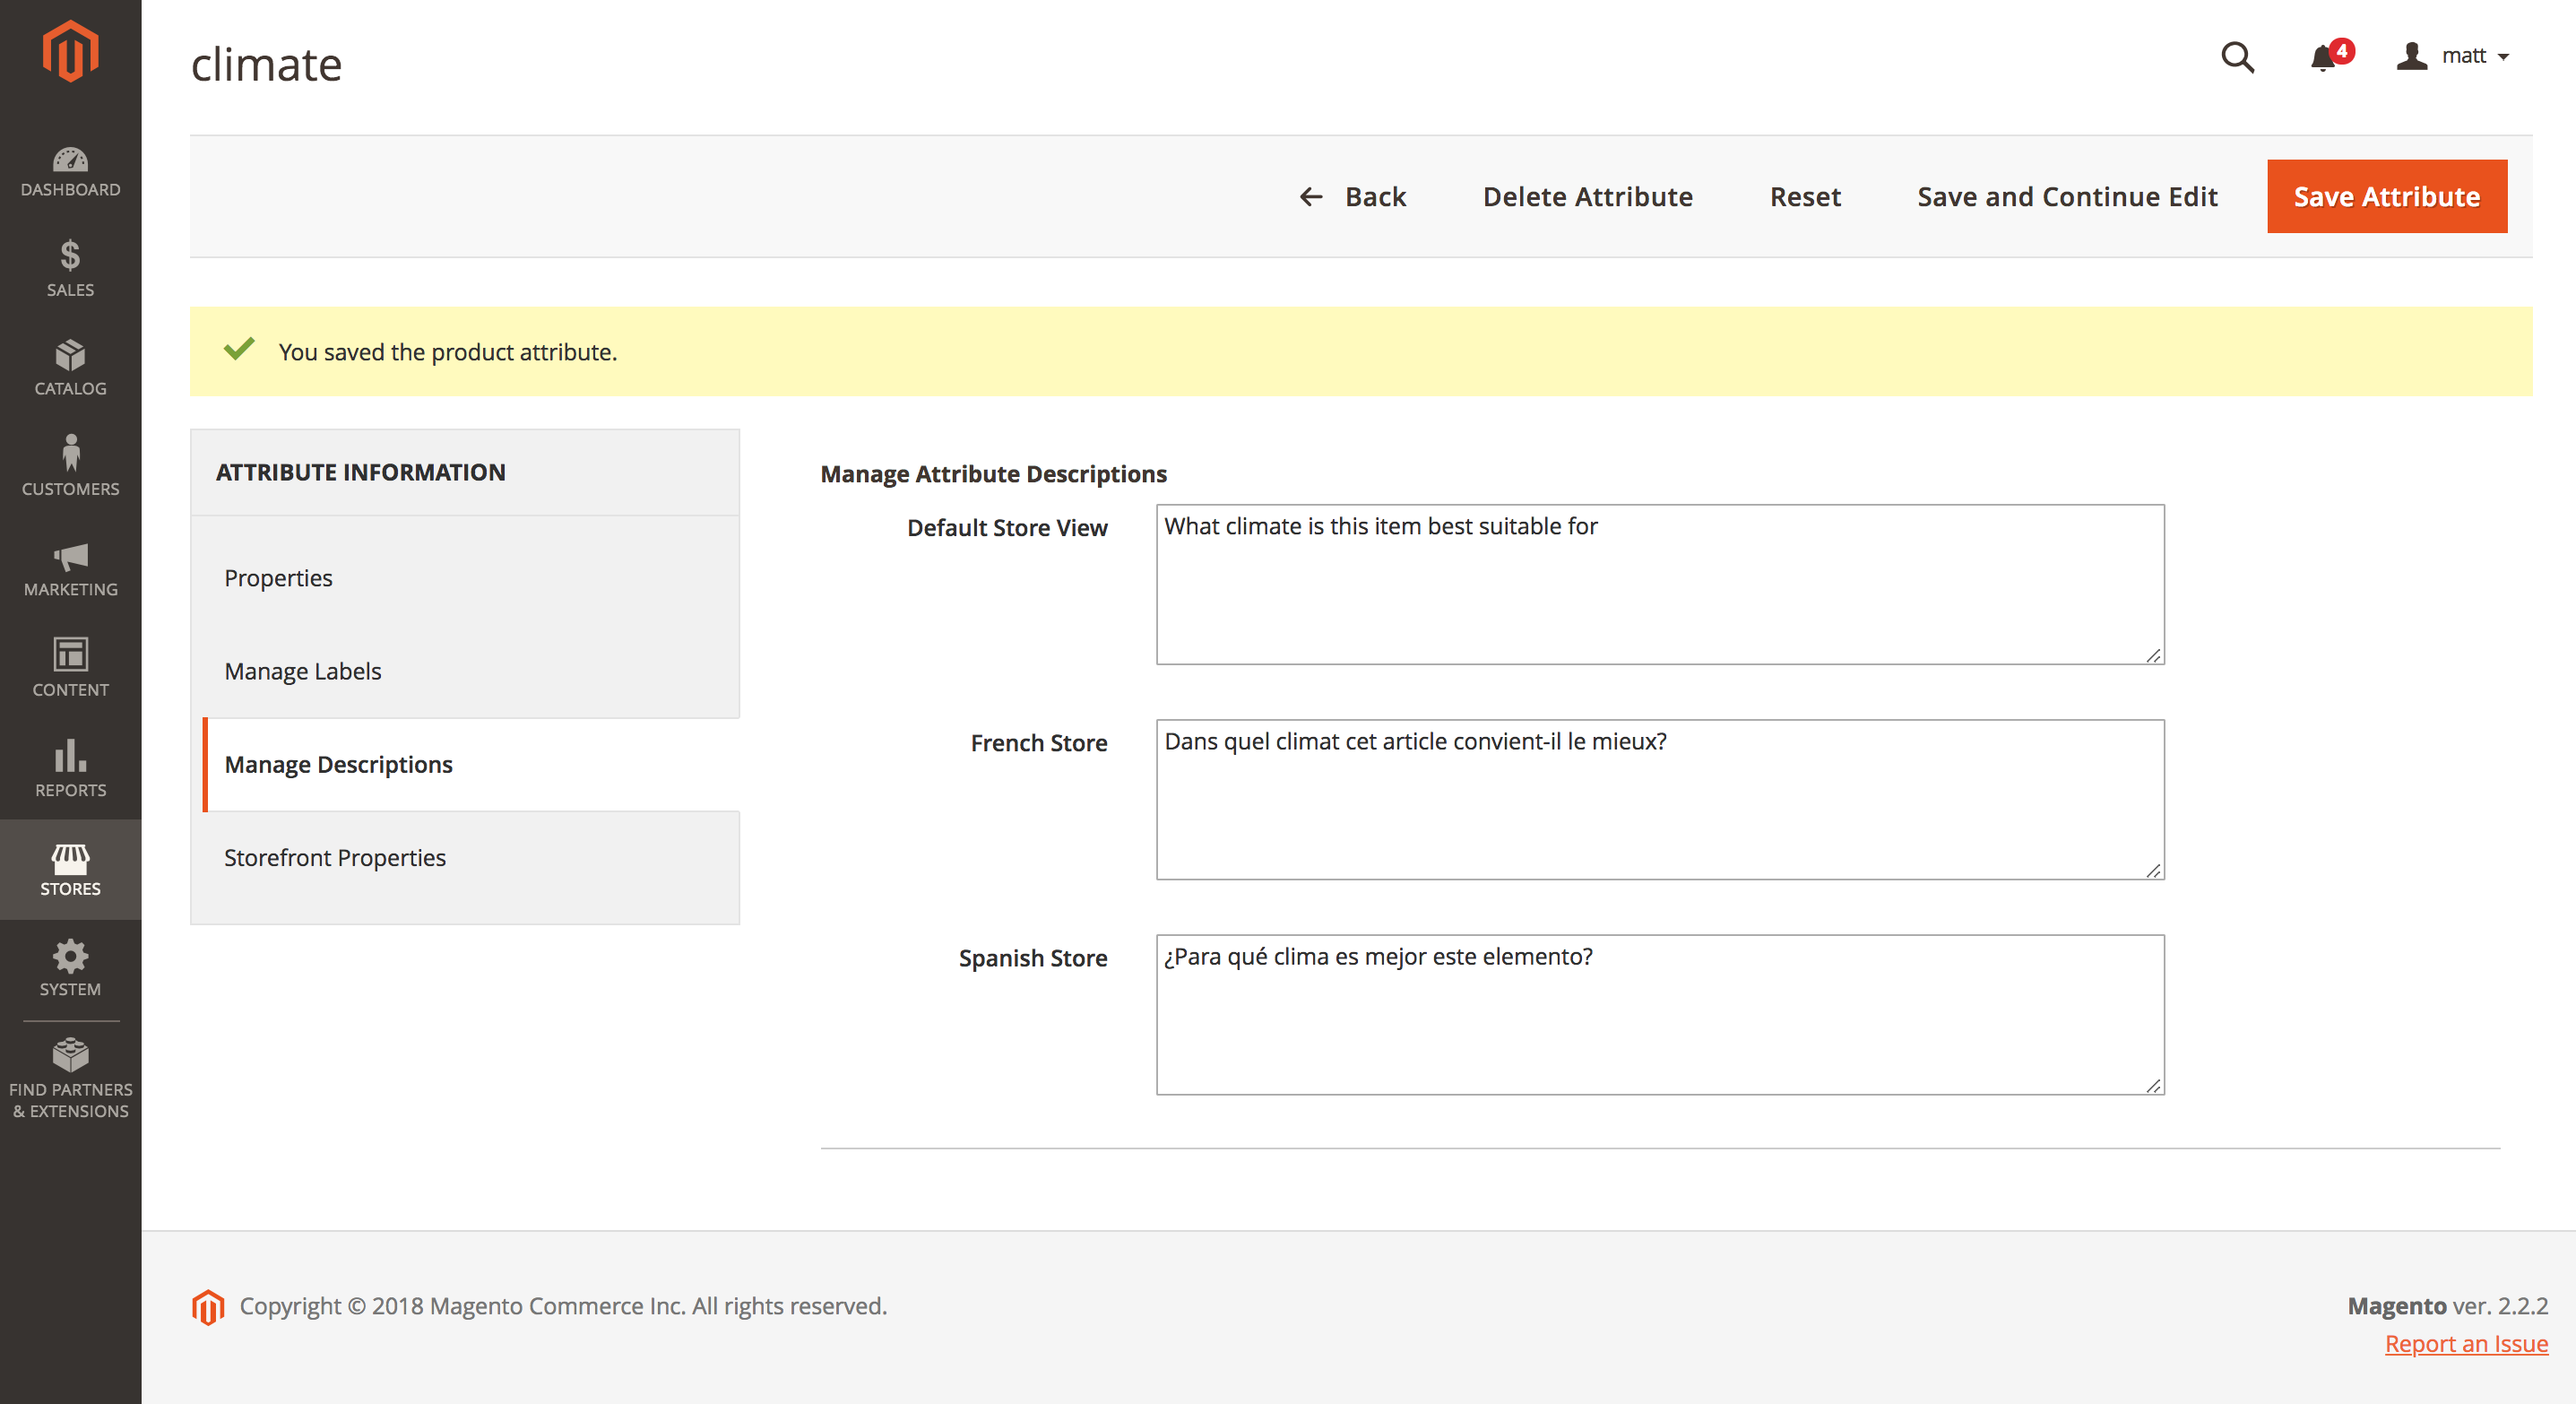 climate
4
matt
DASHBOARD
SALES
CATALOG
CUSTOMERS
MARKETING
CONTENT
REPORTS
STORES
SYSTEM
FIND PARTNERS
& EXTENSIONS
Back Delete Attribute Reset Save and Continue Edit Save Attribute
You saved the product attribute.
ATTRIBUTE INFORMATION
Properties
Manage Labels
Manage Descriptions
Storefront Properties
Manage Attribute Descriptions
Default Store View What climate is this item best suitable for
French Store Dans quel climat cet article convient-il le mieux?
Spanish Store ¿Para qué clima es mejor este elemento?
Copyright © 2018 Magento Commerce Inc. All rights reserved.
Magento ver. 2.2.2
Report an Issue